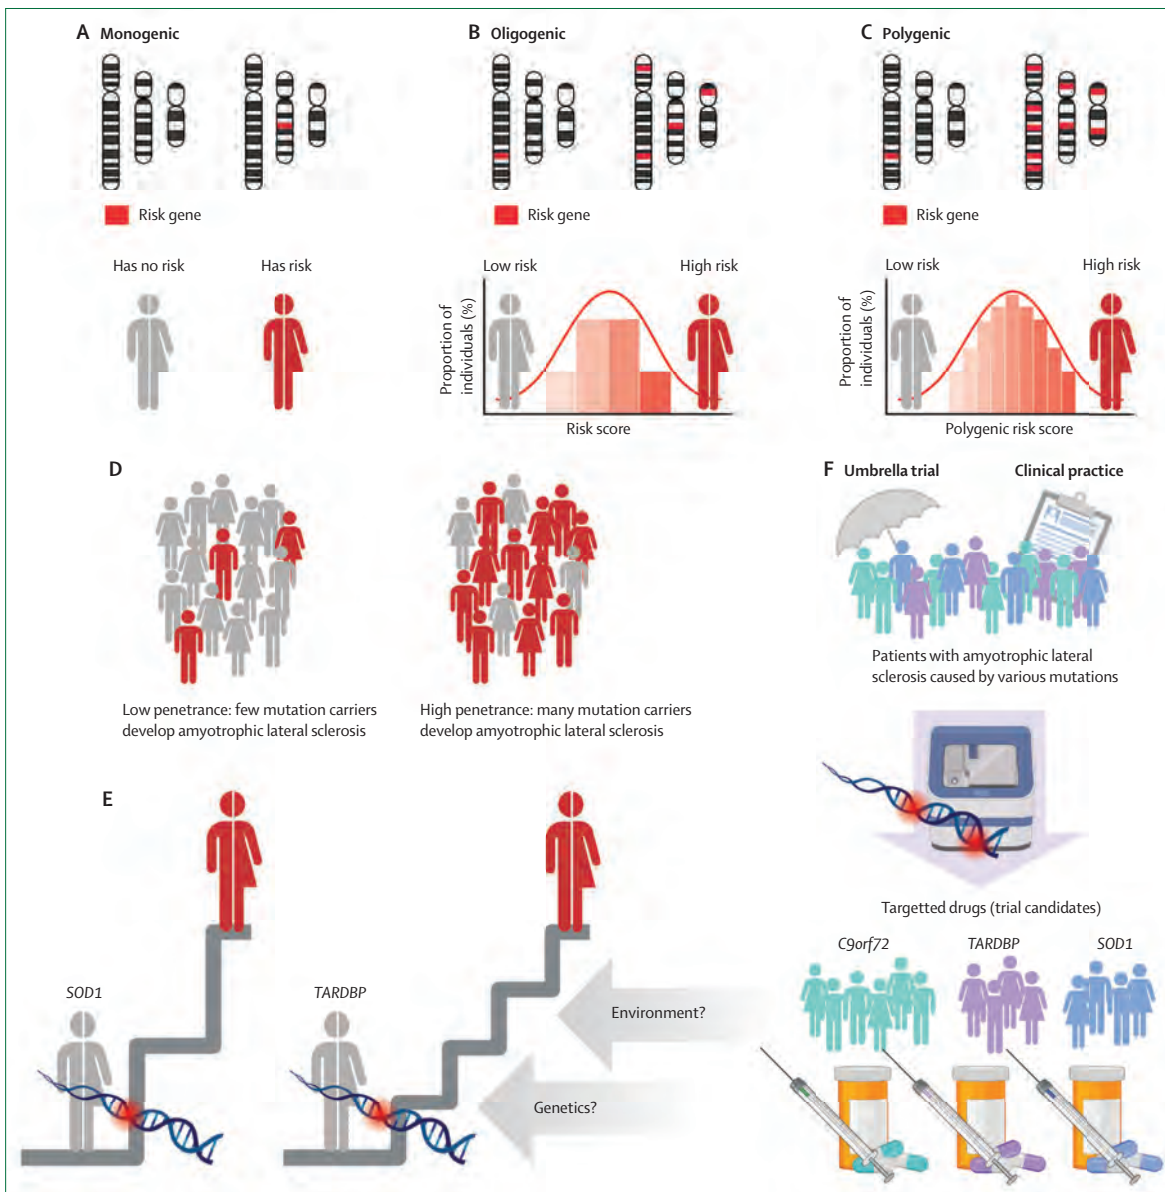 A Monogenic
B Oligogenic
C Polygenic
Risk gene
Risk gene
Risk gene
Has no risk
Has risk
Low risk
High risk
Proportion of
individuals (%)
Risk score
Low risk
High risk
Proportion of
individuals (%)
Polygenic risk score
D
Low penetrance: few mutation carriers
develop amyotrophic lateral sclerosis
High penetrance: many mutation carriers
develop amyotrophic lateral sclerosis
E
SOD1
TARDBP
Environment?
Genetics?
F Umbrella trial
Clinical practice
Patients with amyotrophic lateral
sclerosis caused by various mutations
Targetted drugs (trial candidates)
C9orf72
TARDBP
SOD1